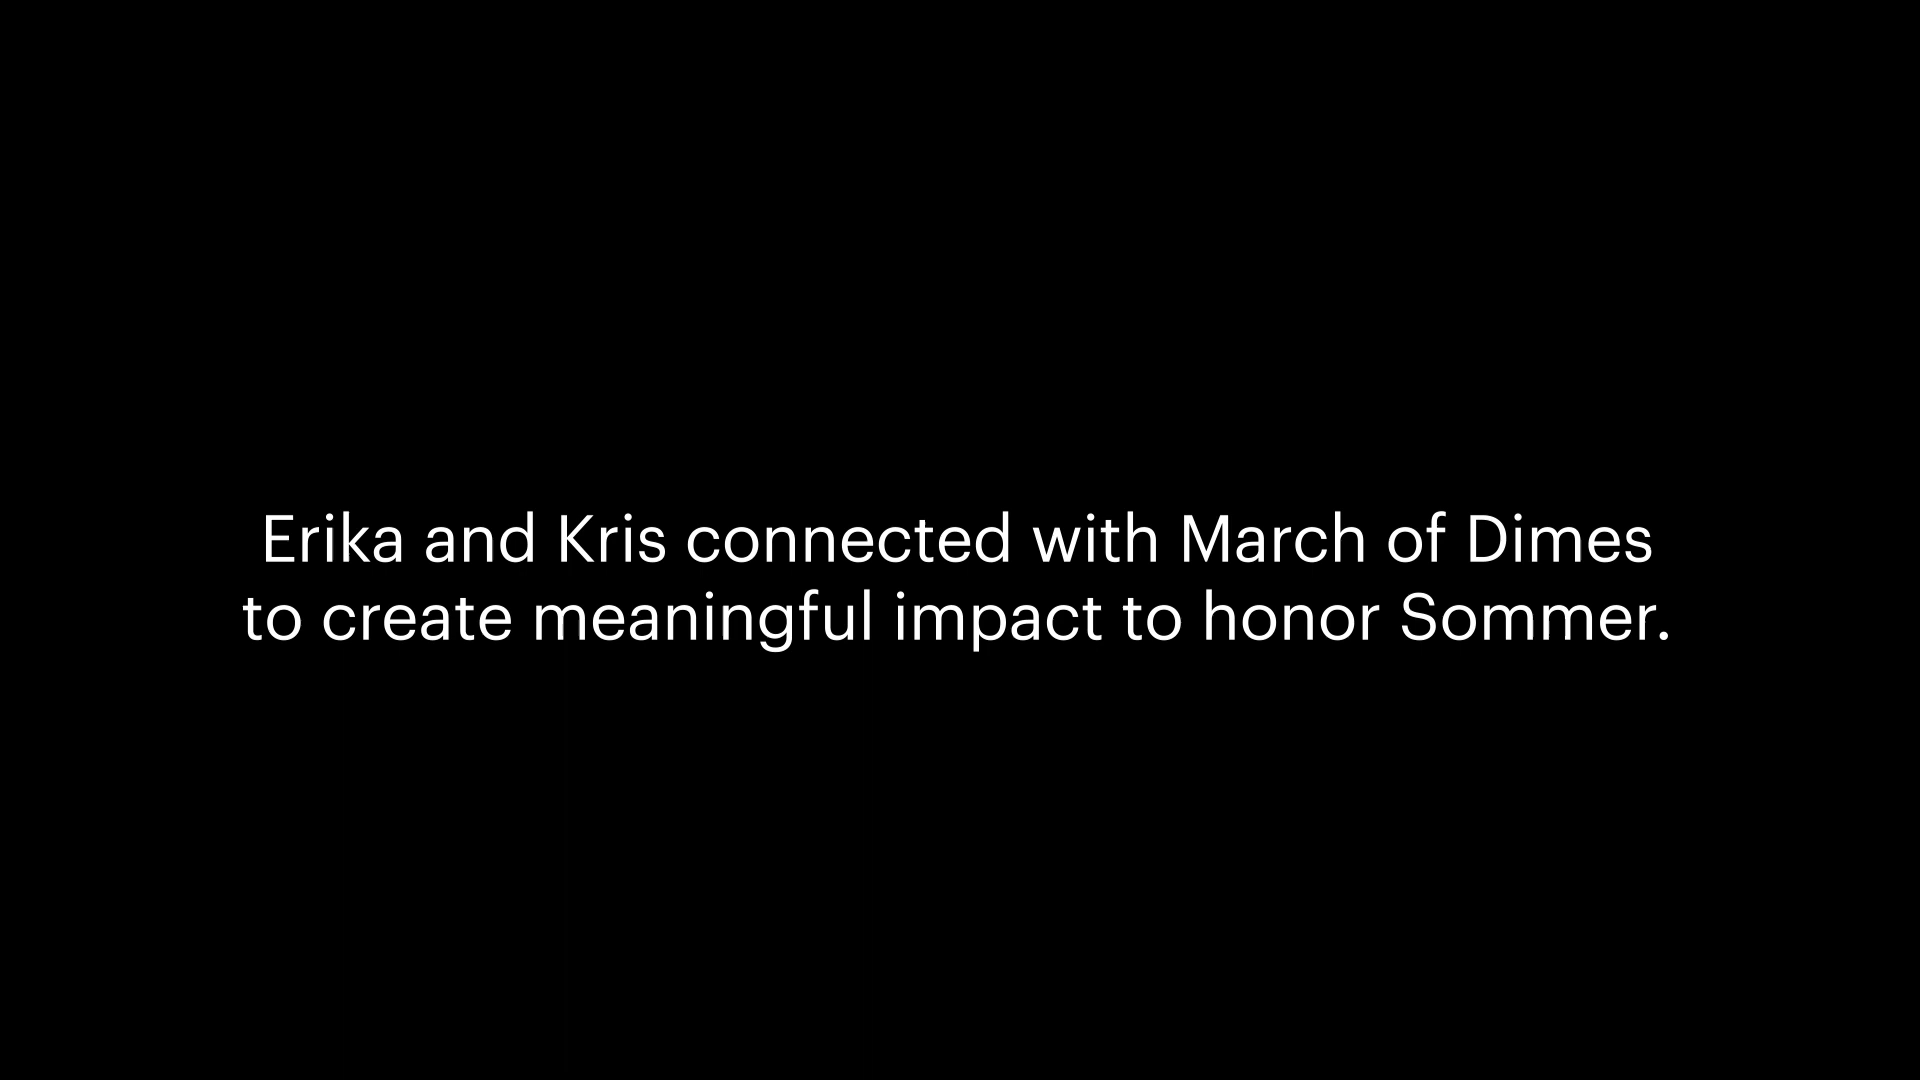 Erika and Kris connected with March of Dimes
to create meaningful impact to honor Sommer.